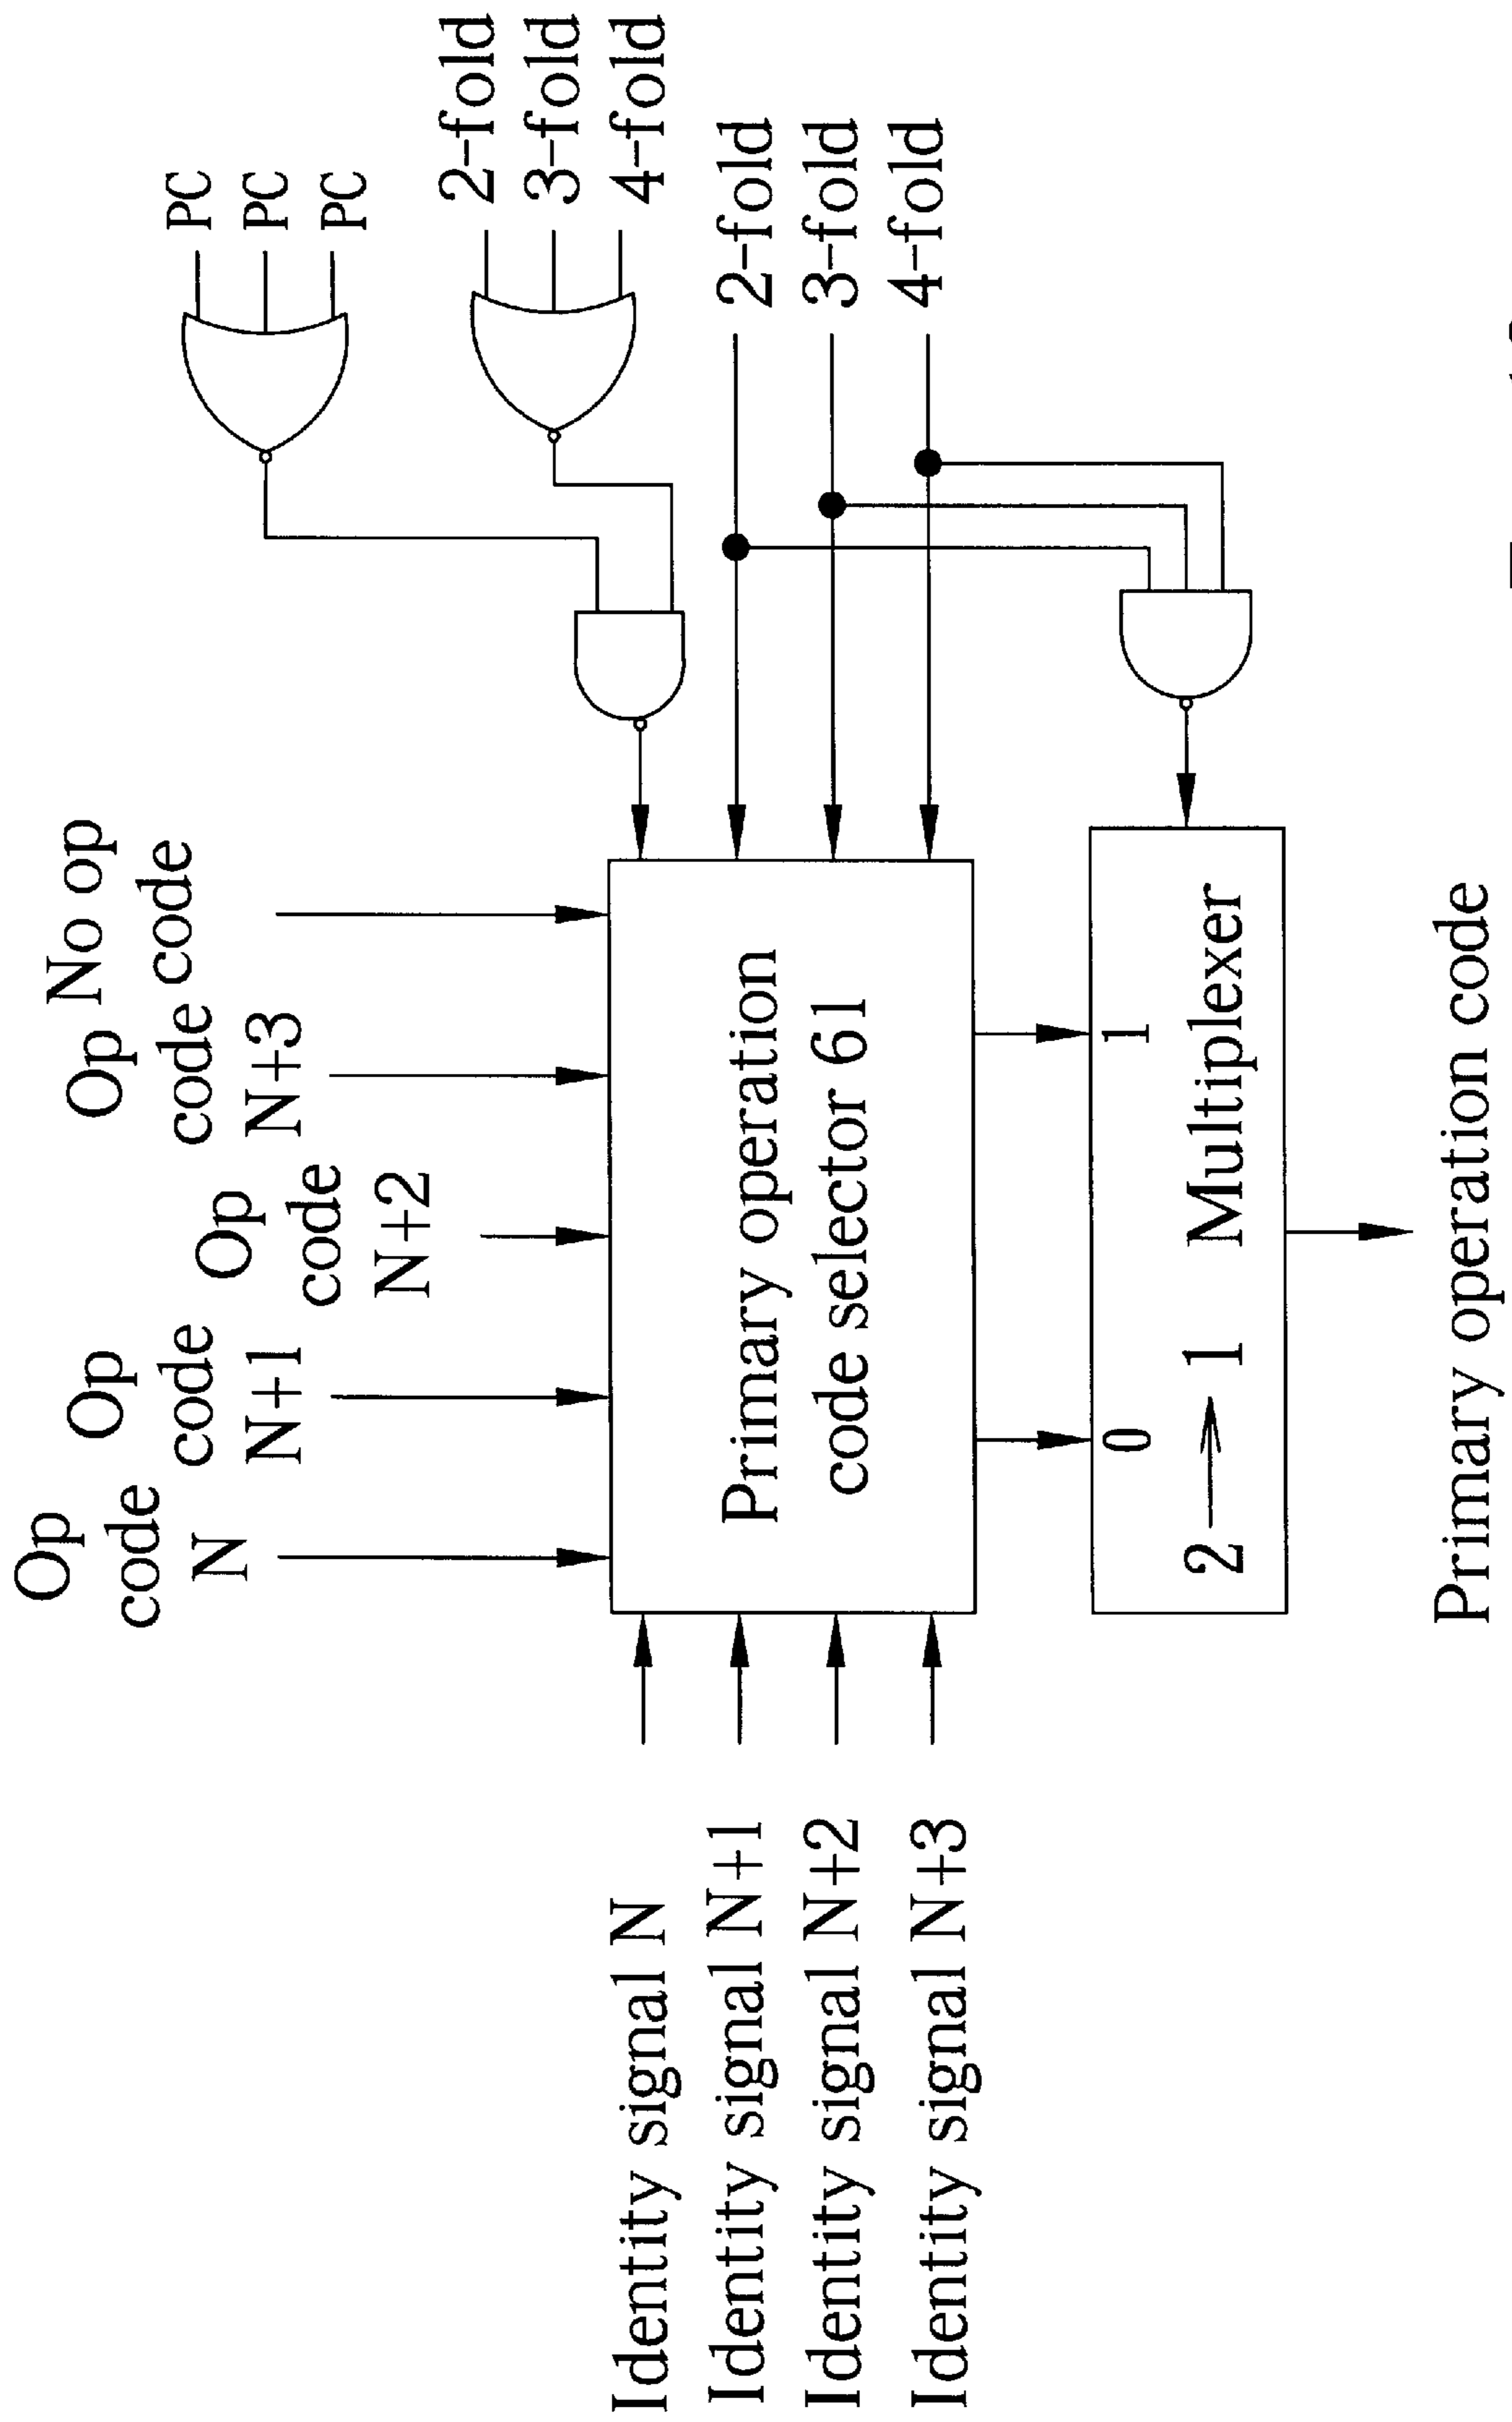 Op
code
N
Op
code
N+1
Op
code
N+2
Op
code
N+3
No op
code
PC
PC
PC
2-fold
3-fold
4-fold
2-fold
3-fold
4-fold
Identity signal N
Identity signal N+1
Identity signal N+2
Identity signal N+3
Primary operation
code selector 61
0
1
2 → 1 Multiplexer
Primary operation code